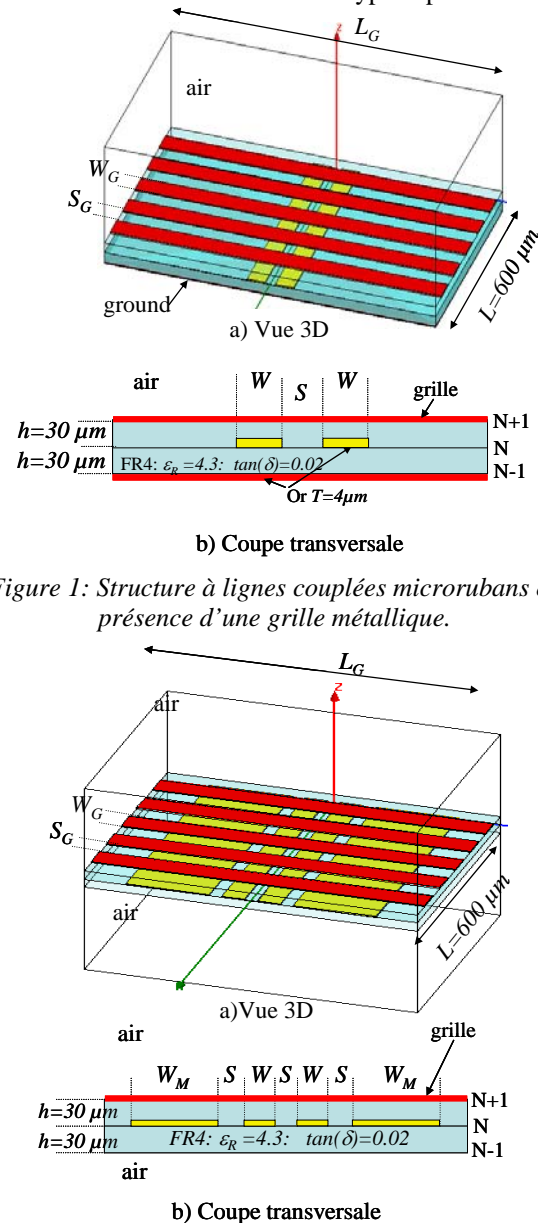 L_G
air
W_G
S_G
L=600 µm
ground
a) Vue 3D
W S W
air
grille
h=30 µm
N+1
N
h=30 µm
FR4: ε_R =4.3: tan(δ)=0.02
N-1
Or T=4µm
b) Coupe transversale
Figure 1: Structure à lignes couplées microrubans
présence d'une grille métallique.
L_G
z
air
W_G
S_G
air
L=600 µm
a)Vue 3D
air
grille
W_M S W S W S W_M
N+1
h=30 µm
N
h=30 µm
FR4: ε_R =4.3: tan(δ)=0.02
N-1
air
b) Coupe transversale